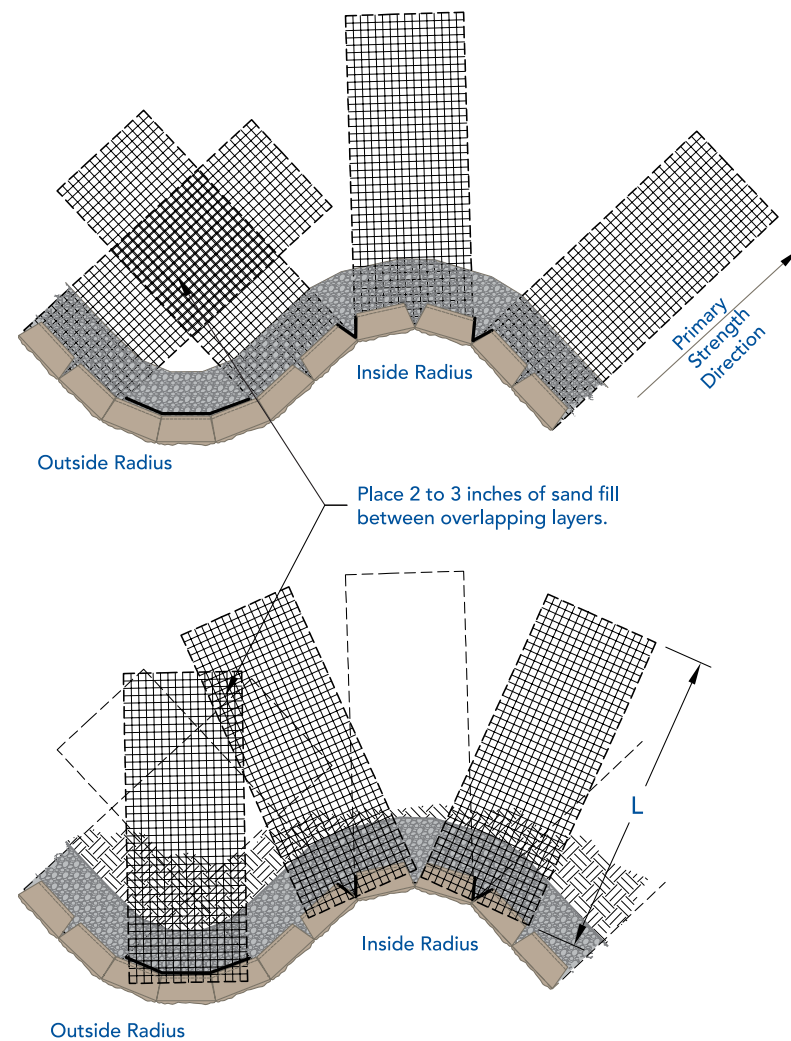 Primary
Strength
Direction
Inside Radius
Outside Radius
Place 2 to 3 inches of sand fill
between overlapping layers.
L
Inside Radius
Outside Radius